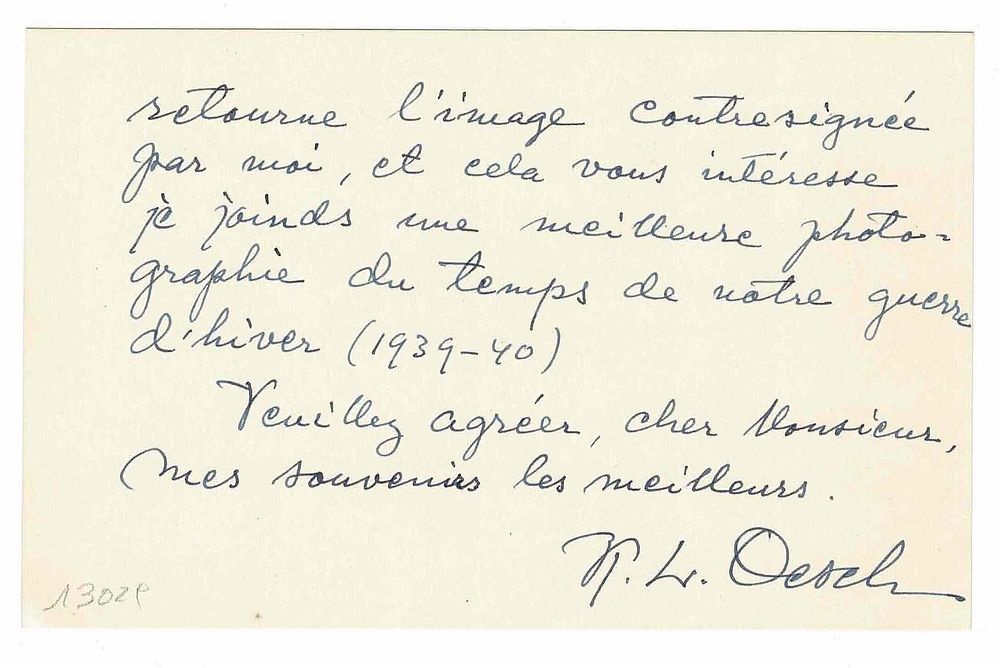 retourne l'image contresignée
par moi, et cela vous intéresse
je joinds une meilleure photo-
graphie du temps de notre guerre
d'hiver (1939-40)
Veuillez agréer, cher Monsieur,
mes souvenirs les meilleurs.
K. L. Oesch